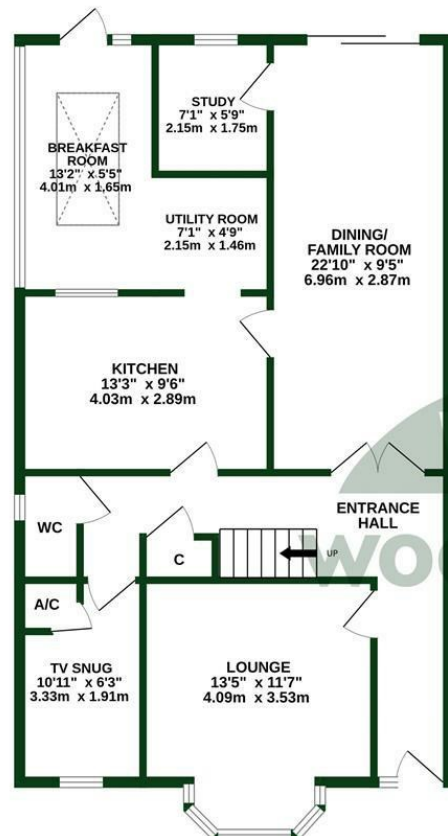 STUDY
7'1" x 5'9"
2.15m x 1.75m
BREAKFAST
ROOM
13'2" x 5'5"
4.01m x 1.65m
UTILITY ROOM
7'1" x 4'9"
2.15m x 1.46m
DINING/
FAMILY ROOM
22'10" x 9'5"
6.96m x 2.87m
KITCHEN
13'3" x 9'6"
4.03m x 2.89m
ENTRANCE
HALL
WC
C
UP
A/C
TV SNUG
10'11" x 6'3"
3.33m x 1.91m
LOUNGE
13'5" x 11'7"
4.09m x 3.53m